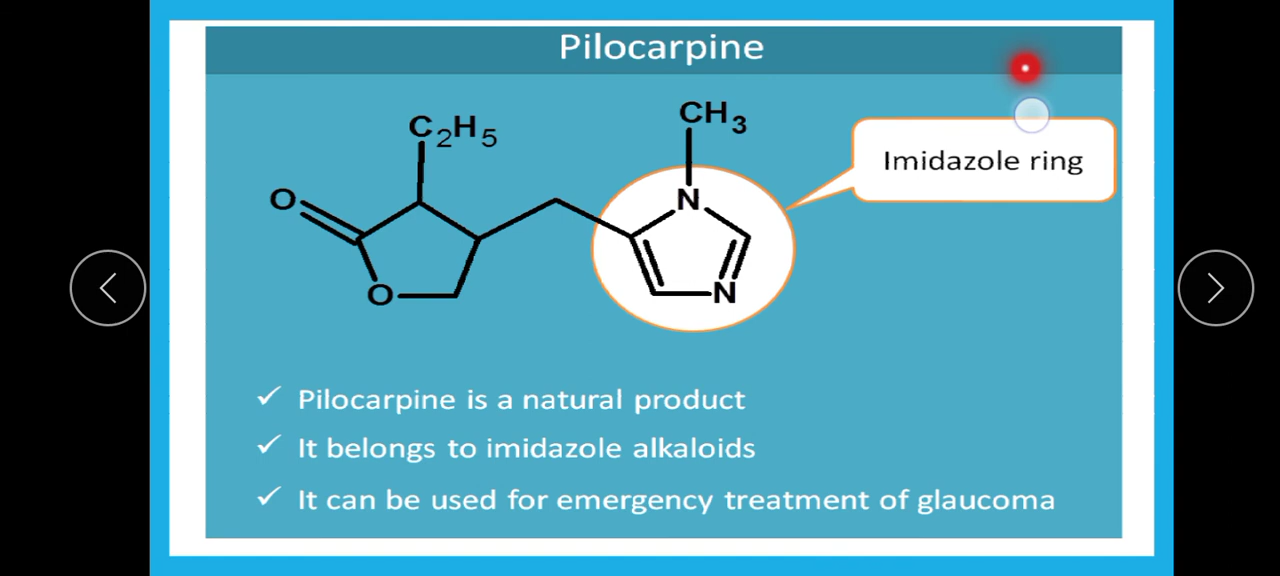 Pilocarpine
C₂H₅
CH₃
Imidazole ring
O
N
O
N
✓ Pilocarpine is a natural product
✓ It belongs to imidazole alkaloids
✓ It can be used for emergency treatment of glaucoma